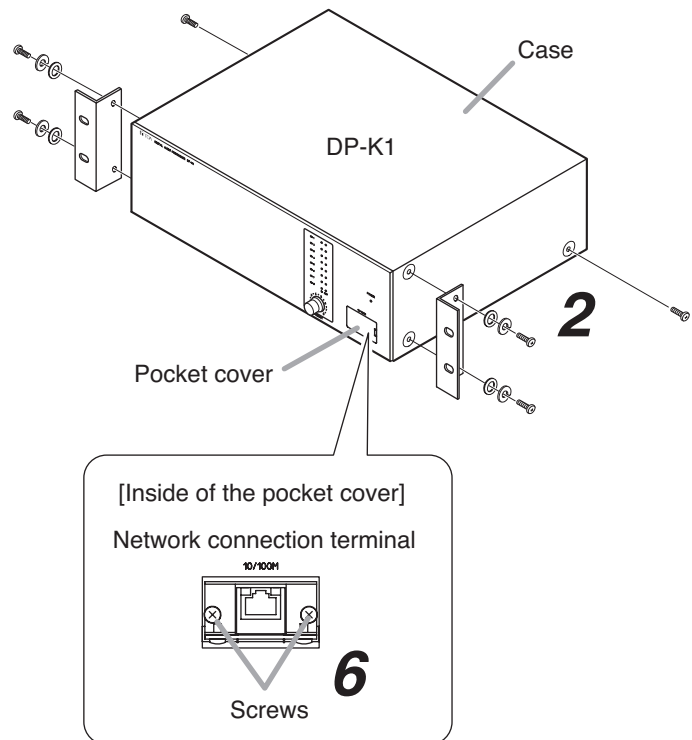 Case
DP-K1
2
Pocket cover
[Inside of the pocket cover]
Network connection terminal
10/100M
6
Screws